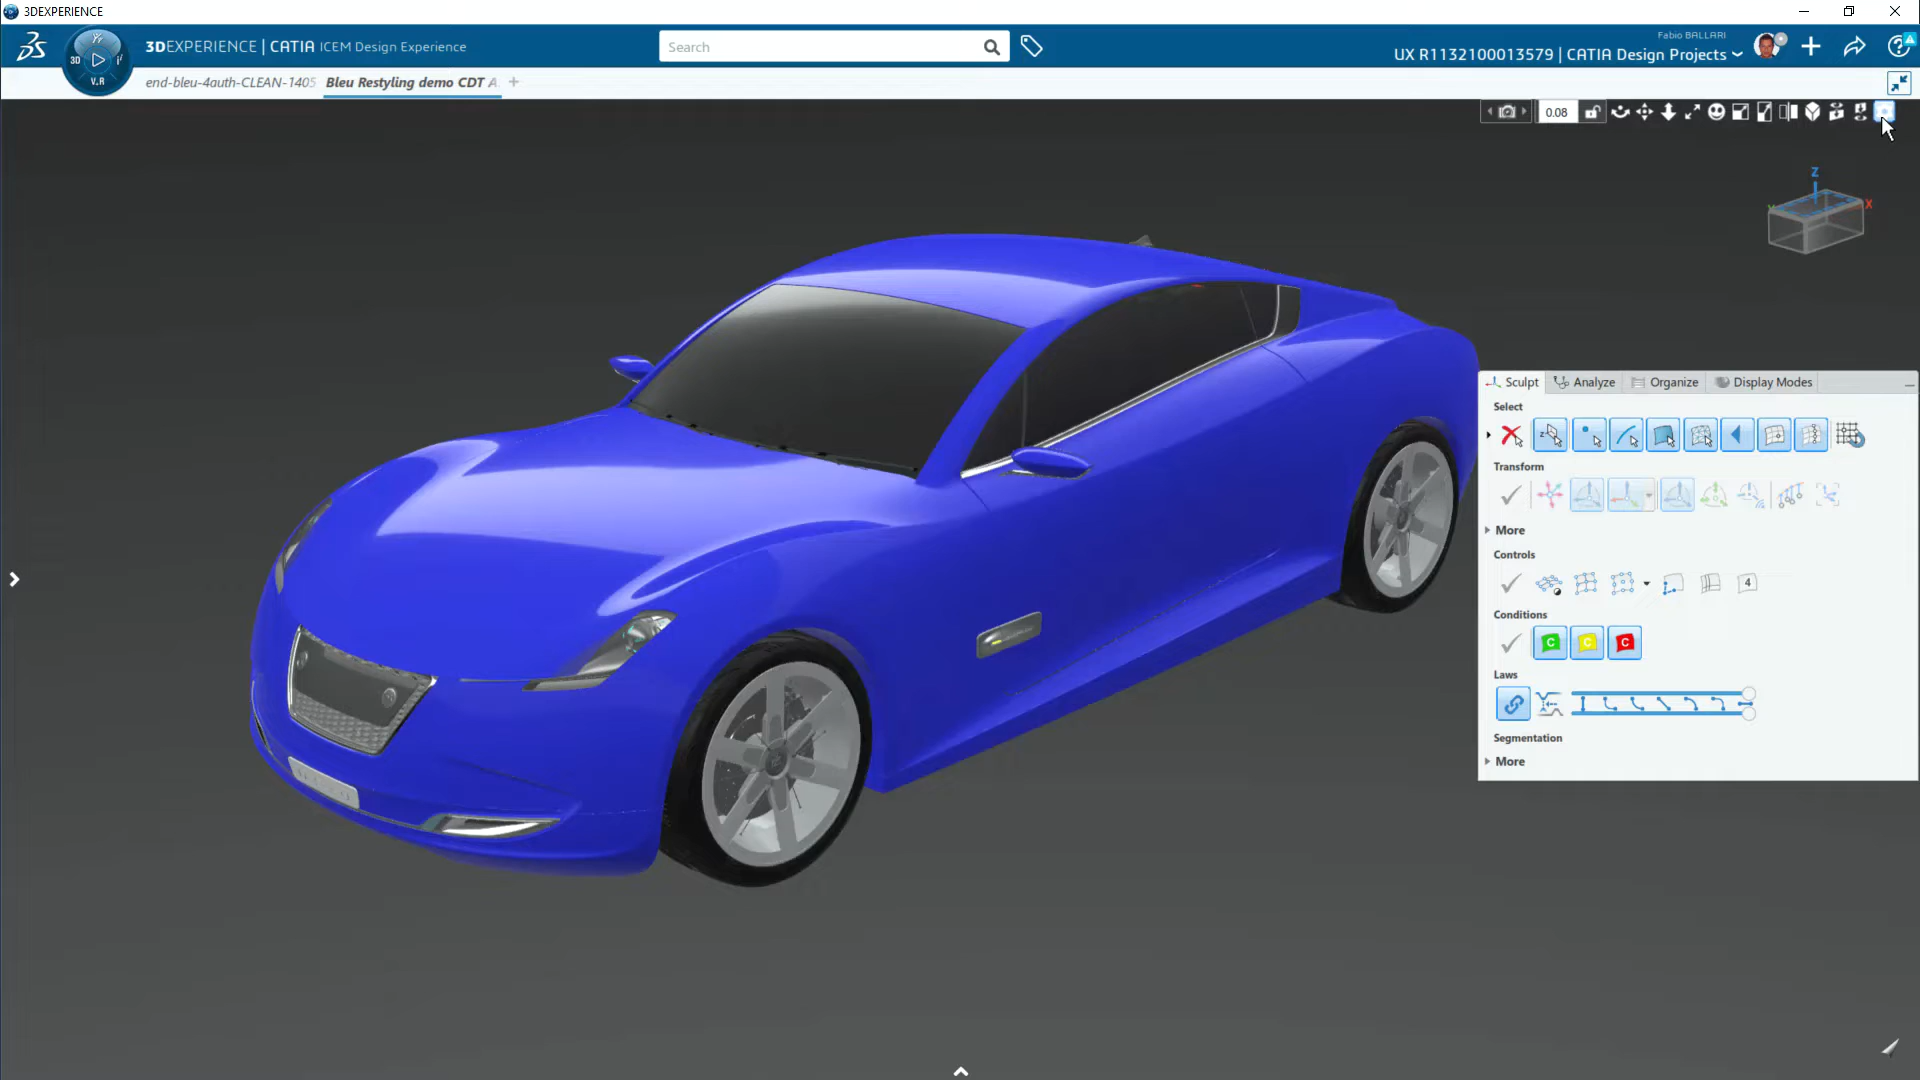 3DEXPERIENCE
3DEXPERIENCE | CATIA ICEM Design Experience
Search
Fabio BALLARI
UX R1132100013579 | CATIA Design Projects
3D
V.R
end-bleu-4auth-CLEAN-1405
Bleu Restyling demo CDT A
0.08
Z
X
Sculpt
Analyze
Organize
Display Modes
Select
Transform
More
Controls
4
Conditions
C
C
C
Laws
Segmentation
More